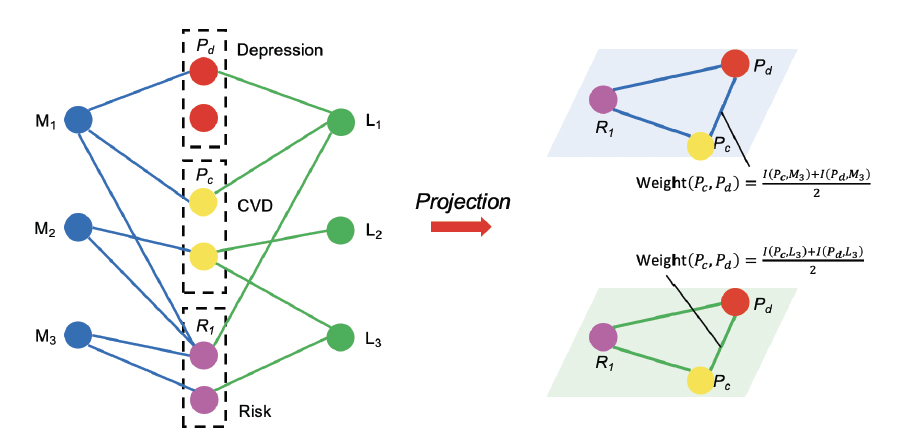 P_d
Depression
M_1
L_1
P_c
CVD
M_2
L_2
R_1
M_3
L_3
Risk
Projection
P_d
R_1
P_c
Weight(P_c, P_d) = \frac{I(P_c,M_3)+I(P_d,M_3)}{2}
Weight(P_c, P_d) = \frac{I(P_c,L_3)+I(P_d,L_3)}{2}
P_d
R_1
P_c